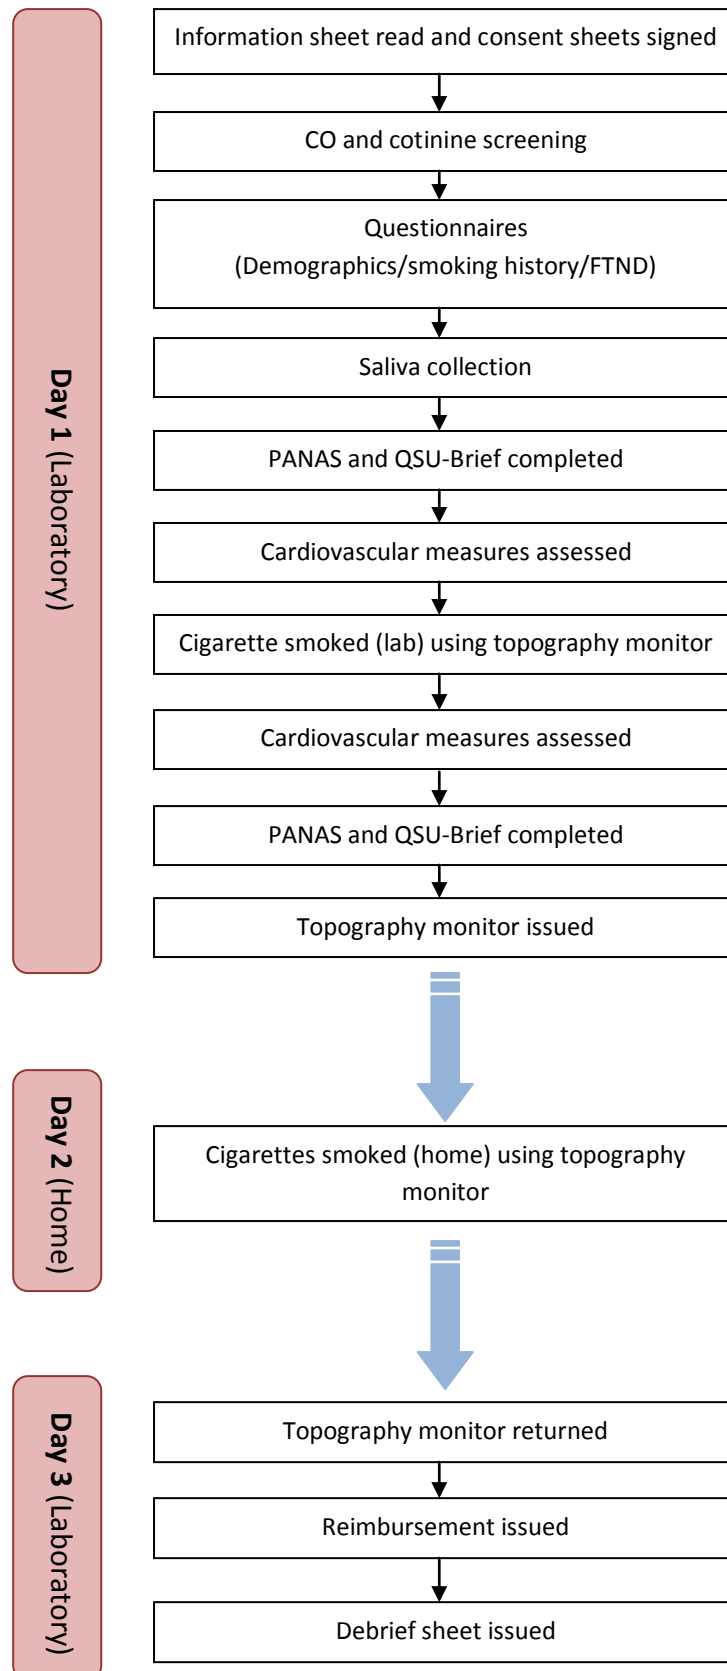 Day 1 (Laboratory)
Information sheet read and consent sheets signed
CO and cotinine screening
Questionnaires
(Demographics/smoking history/FTND)
Saliva collection
PANAS and QSU-Brief completed
Cardiovascular measures assessed
Cigarette smoked (lab) using topography monitor
Cardiovascular measures assessed
PANAS and QSU-Brief completed
Topography monitor issued
Day 2 (Home)
Cigarettes smoked (home) using topography
monitor
Day 3 (Laboratory)
Topography monitor returned
Reimbursement issued
Debrief sheet issued